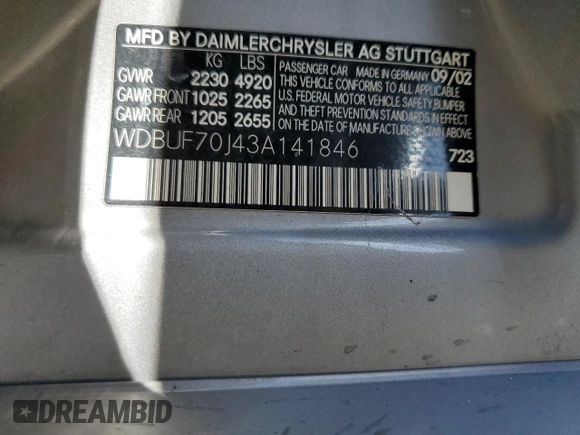 MFD BY DAIMLERCHRYSLER AG STUTTGART
KG LBS
GVWR 2230 4920
GAWR FRONT 1025 2265
GAWR REAR 1205 2655
PASSENGER CAR MADE IN GERMANY 09/02
THIS VEHICLE CONFORMS TO ALL APPLICABLE
U.S. FEDERAL MOTOR VEHICLE SAFETY, BUMPER
AND THEFT PREVENTION STANDARDS IN EFFECT ON
THE DATE OF MANUFACTURE SHOWN ABOVE.
WDBUF70J43A141846
723
DREAMBID